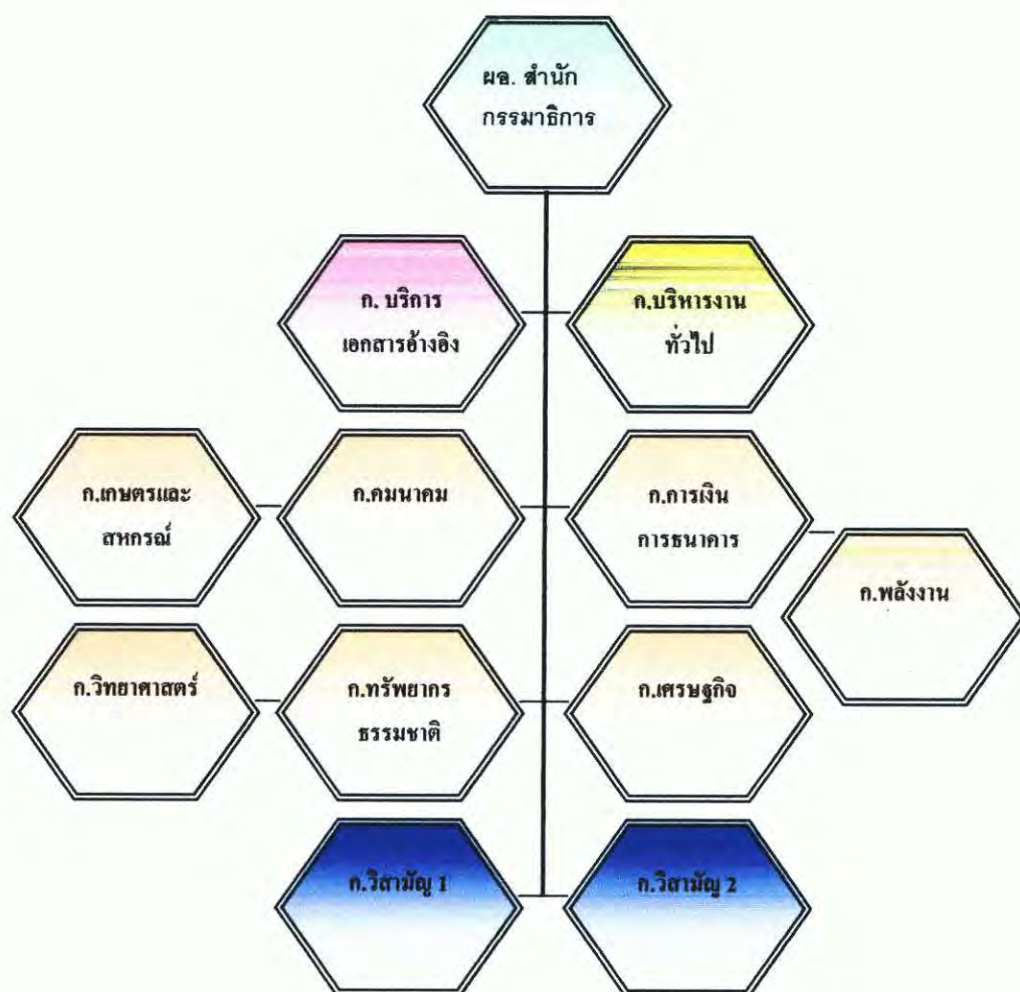 ผอ. สำนัก
กรรมาธิการ
ก. บริการ
เอกสารอ้างอิง
ก.บริหารงาน
ทั่วไป
ก.เกษตรและ
สหกรณ์
ก.คมนาคม
ก.การเงิน
การธนาคาร
ก.พลังงาน
ก.วิทยาศาสตร์
ก.ทรัพยากร
ธรรมชาติ
ก.เศรษฐกิจ
ก.วิสามัญ 1
ก.วิสามัญ 2